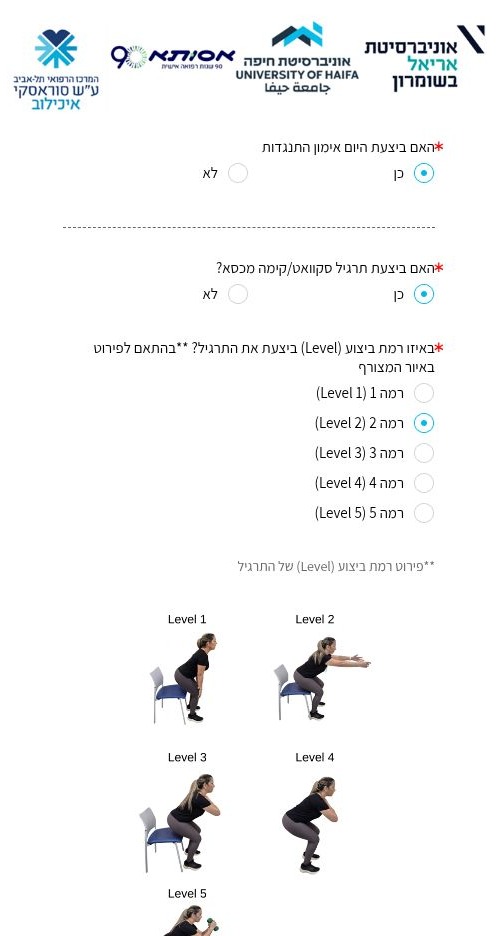 אוניברסיטת
אריאל
בשומרון
אוניברסיטת חיפה
UNIVERSITY OF HAIFA
جامعة حيفا
אסותא 90
90 שנות רפואה אישית
המרכז הרפואי תל-אביב
ע"ש סוראסקי
איכילוב
*האם ביצעת היום אימון התנגדות
כן
לא
*האם ביצעת תרגיל סקוואט/קימה מכסא?
כן
לא
*באיזו רמת ביצוע (Level) ביצעת את התרגיל? **בהתאם לפירוט
באיור המצורף
רמה 1 (Level 1)
רמה 2 (Level 2)
רמה 3 (Level 3)
רמה 4 (Level 4)
רמה 5 (Level 5)
**פירוט רמת ביצוע (Level) של התרגיל
Level 1
Level 2
Level 3
Level 4
Level 5